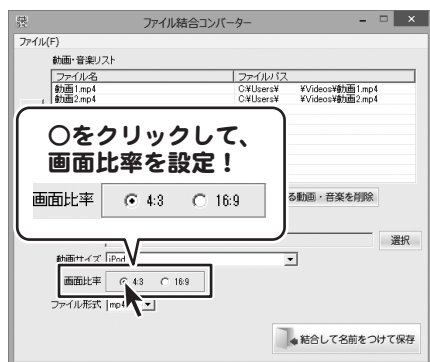 ファイル結合コンバーター
ファイル(F)
動画・音楽リスト
ファイル名 ファイルパス
動画1.mp4 C:¥Users¥ ¥Videos¥動画1.mp4
動画2.mp4 C:¥Users¥ ¥Videos¥動画2.mp4
○をクリックして、
画面比率を設定！
画面比率 4:3 16:9
る動画・音楽を削除
選択
動画サイズ iPod
画面比率 4:3 16:9
ファイル形式 mp4
結合して名前をつけて保存